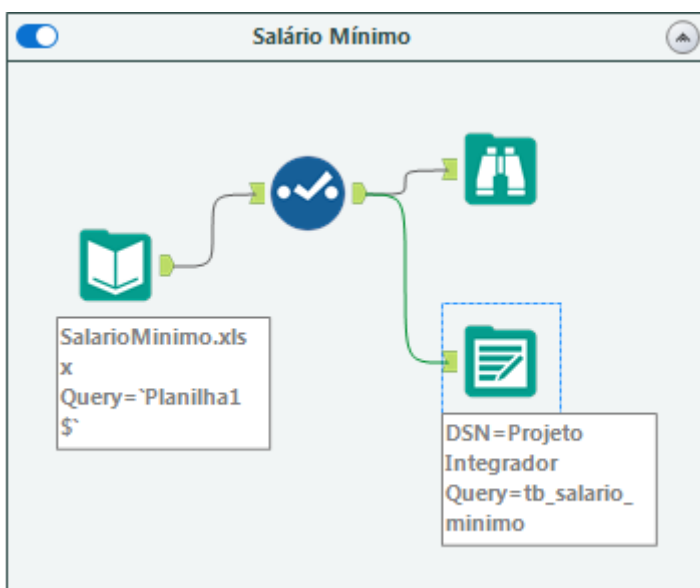 Salário Mínimo
SalarioMinimo.xls
x
Query=`Planilha1
$`
DSN=Projeto
Integrador
Query=tb_salario_
minimo